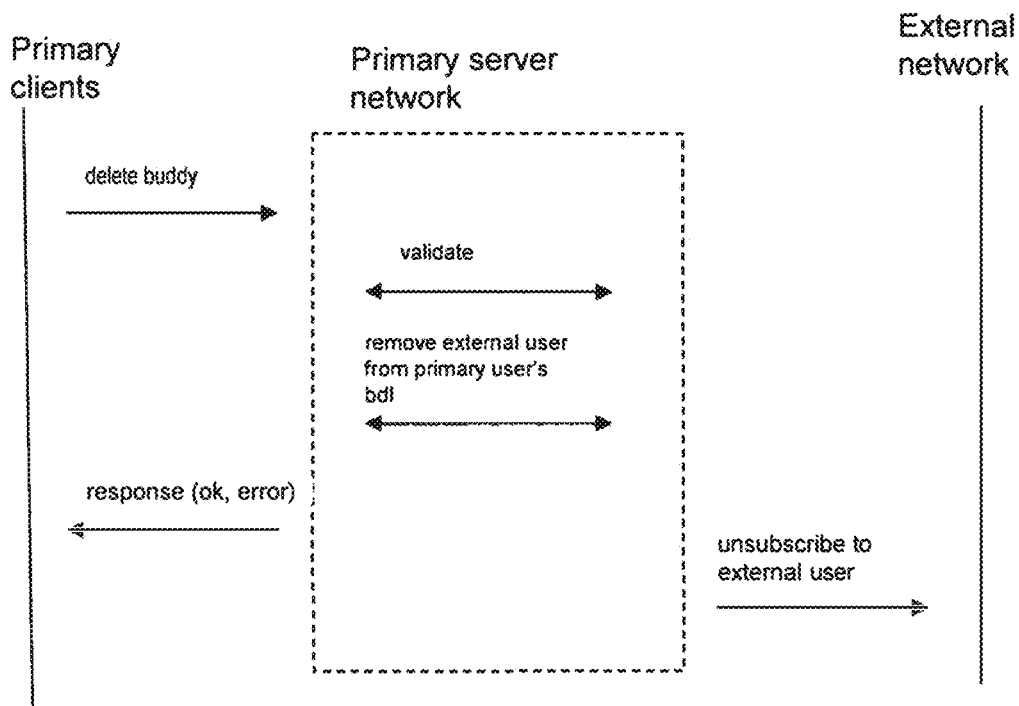 Primary
clients
Primary server
network
External
network
delete buddy
validate
remove external user
from primary user's
bdl
response (ok, error)
unsubscribe to
external user